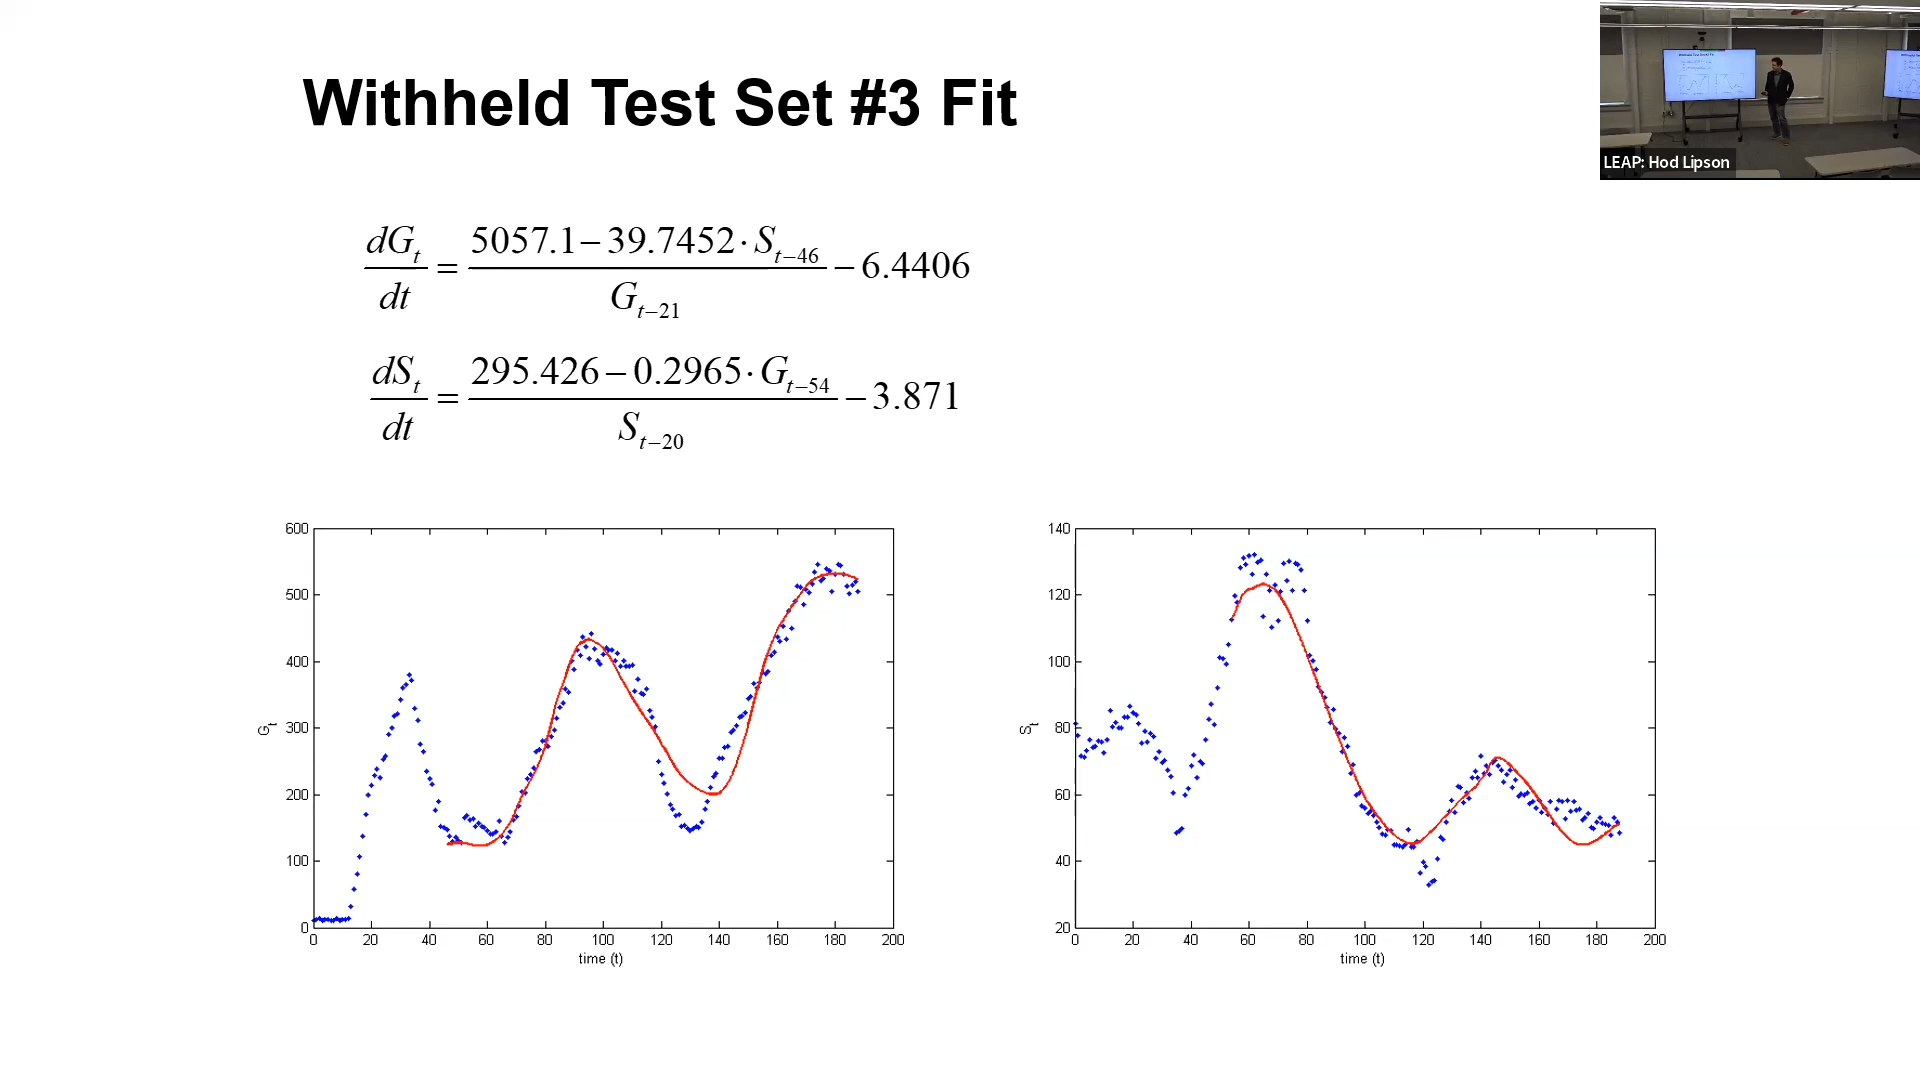 Withheld Test Set #3 Fit
LEAP: Hod Lipson
dG_t/dt = (5057.1 − 39.7452 · S_{t−46})/G_{t−21} − 6.4406
dS_t/dt = (295.426 − 0.2965 · G_{t−54})/S_{t−20} − 3.871
600
500
400
300
200
100
0
G_t
0 20 40 60 80 100 120 140 160 180 200
time (t)
140
120
100
80
60
40
20
S_t
0 20 40 60 80 100 120 140 160 180 200
time (t)